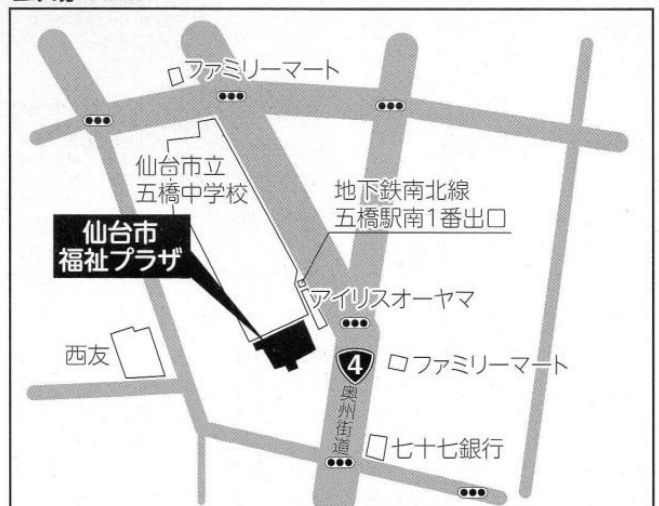 ファミリーマート
仙台市立
五橋中学校
地下鉄南北線
五橋駅南1番出口
仙台市
福祉プラザ
アイリスオーヤマ
西友
4
ファミリーマート
奥州街道
七十七銀行